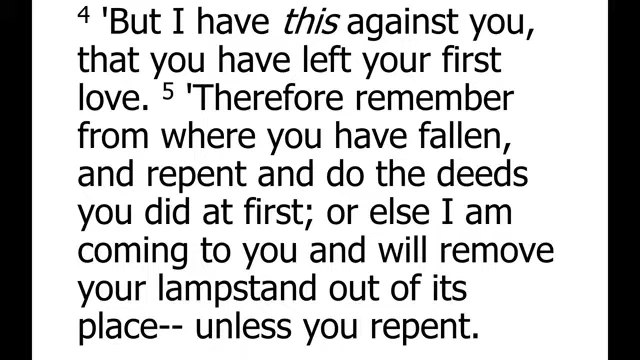 4 'But I have this against you,
that you have left your first
love. 5 'Therefore remember
from where you have fallen,
and repent and do the deeds
you did at first; or else I am
coming to you and will remove
your lampstand out of its
place-- unless you repent.